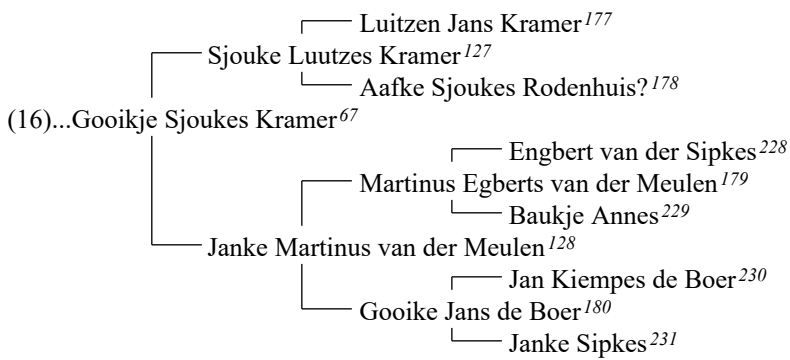 Luitzen Jans Kramer177
Sjouke Luutzes Kramer127
Aafke Sjoukes Rodenhuis?178
(16)...Gooikje Sjoukes Kramer67
Engbert van der Sipkes228
Martinus Egberts van der Meulen179
Baukje Annes229
Janke Martinus van der Meulen128
Jan Kiempes de Boer230
Gooike Jans de Boer180
Janke Sipkes231